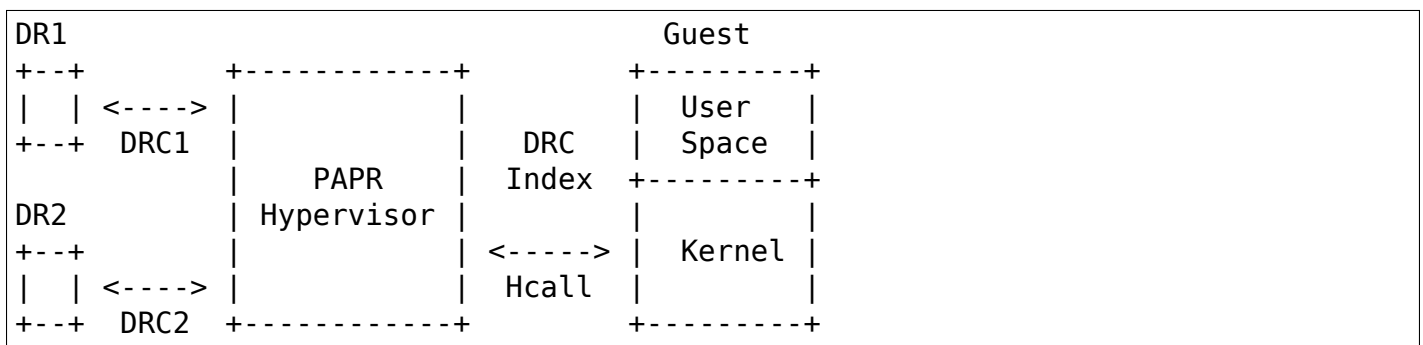 DR1                                    Guest
+--+        +------------+         +---------+
|  | <----> |            |         |  User   |
+--+  DRC1  |            |   DRC   |  Space  |
            |    PAPR    |  Index  +---------+
DR2         | Hypervisor |         |         |
+--+        |            | <-----> |  Kernel |
|  | <----> |            |  Hcall  |         |
+--+  DRC2  +------------+         +---------+